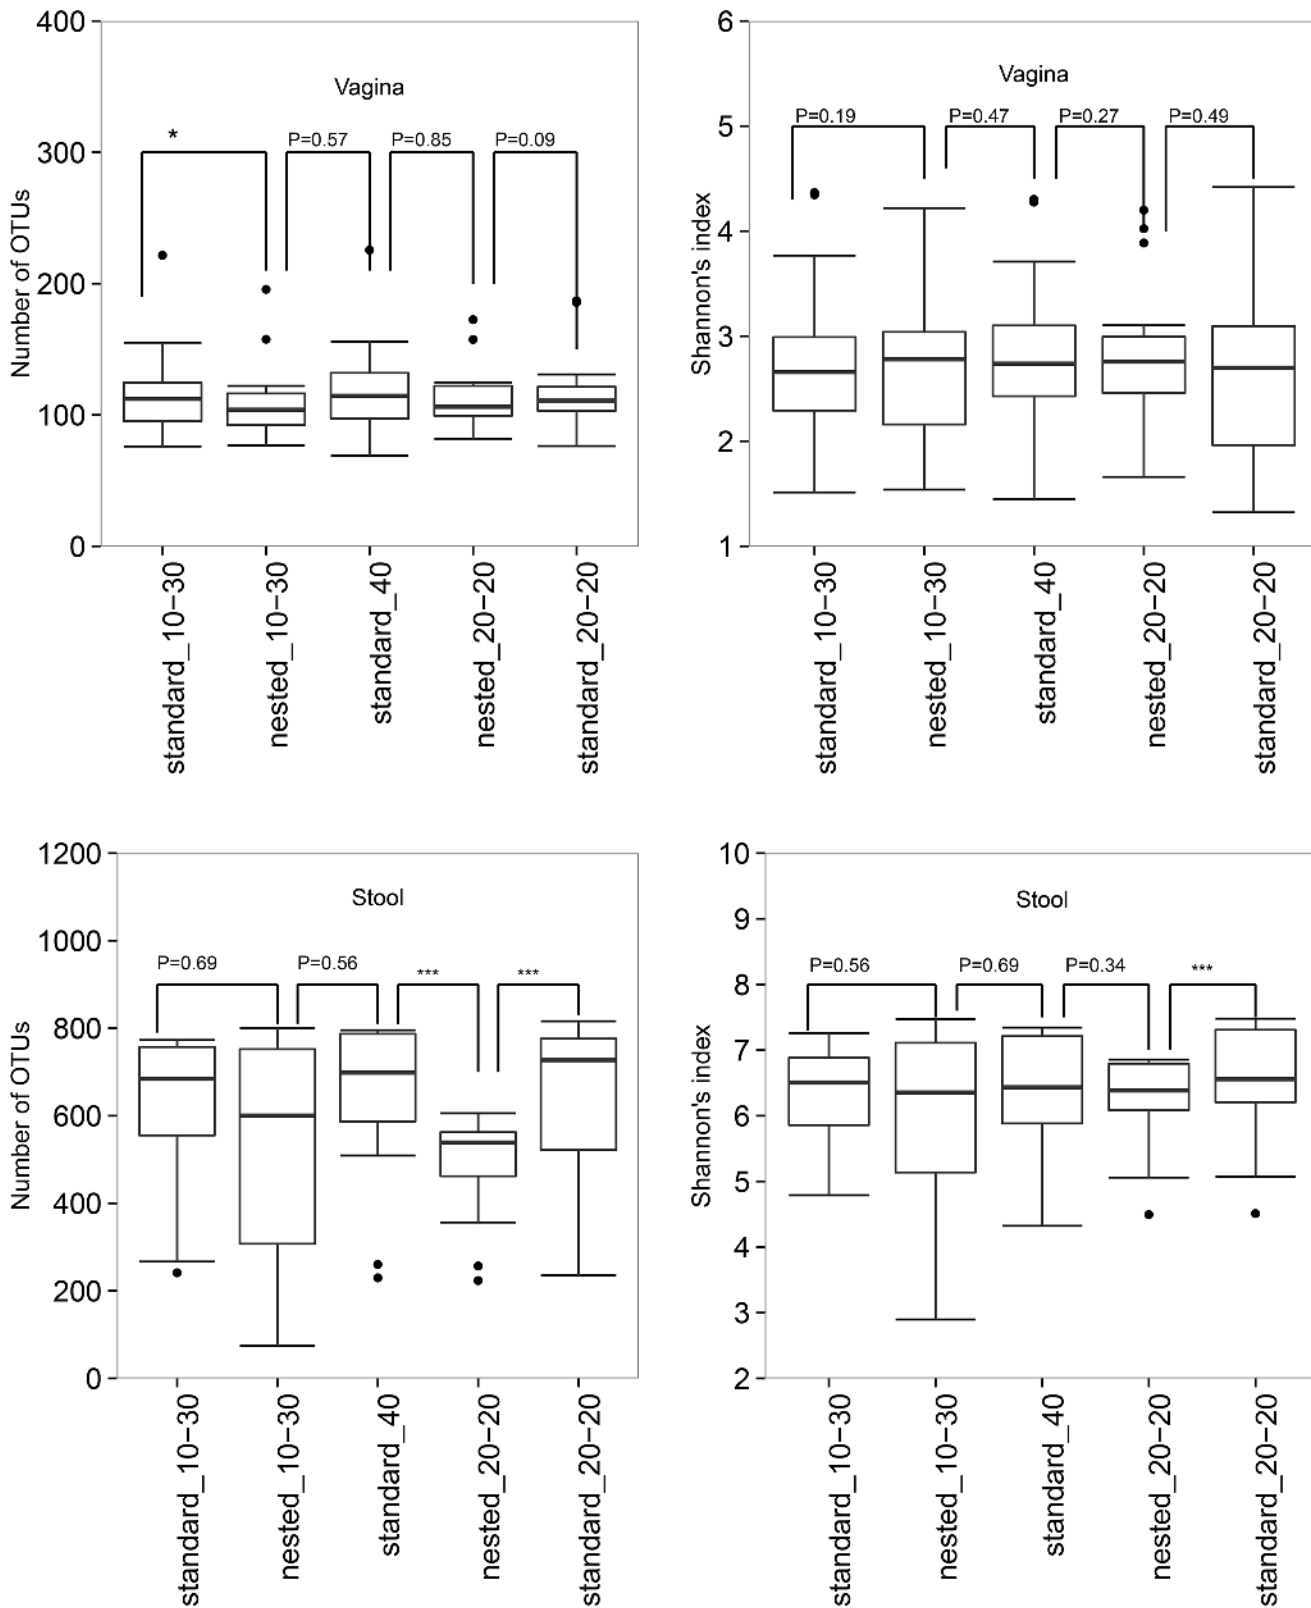 Vagina
Number of OTUs
400
300
200
100
0
*
P=0.57
P=0.85
P=0.09
standard_10−30
nested_10−30
standard_40
nested_20−20
standard_20−20
Vagina
Shannon's index
6
5
4
3
2
1
P=0.19
P=0.47
P=0.27
P=0.49
standard_10−30
nested_10−30
standard_40
nested_20−20
standard_20−20
Stool
Number of OTUs
1200
1000
800
600
400
200
0
P=0.69
P=0.56
***
***
standard_10−30
nested_10−30
standard_40
nested_20−20
standard_20−20
Stool
Shannon's index
10
9
8
7
6
5
4
3
2
P=0.56
P=0.69
P=0.34
***
standard_10−30
nested_10−30
standard_40
nested_20−20
standard_20−20